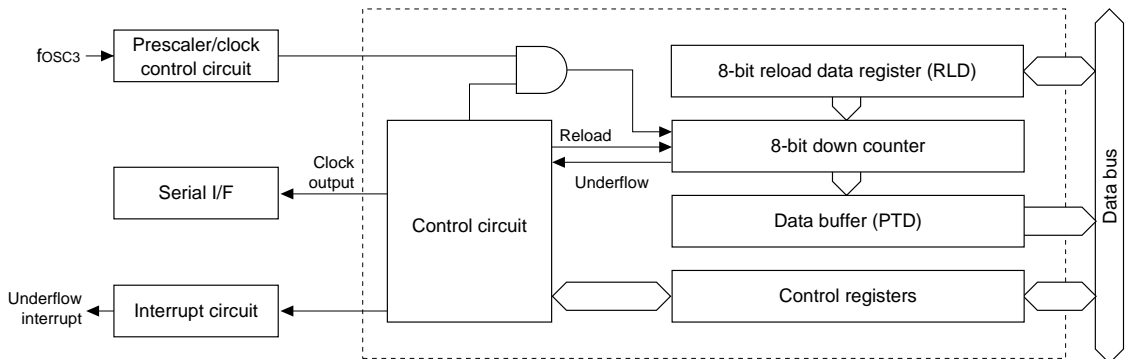 fOSC3
Prescaler/clock
control circuit
8-bit reload data register (RLD)
Reload
8-bit down counter
Underflow
Clock
output
Serial I/F
Control circuit
Data buffer (PTD)
Data bus
Underflow
interrupt
Interrupt circuit
Control registers